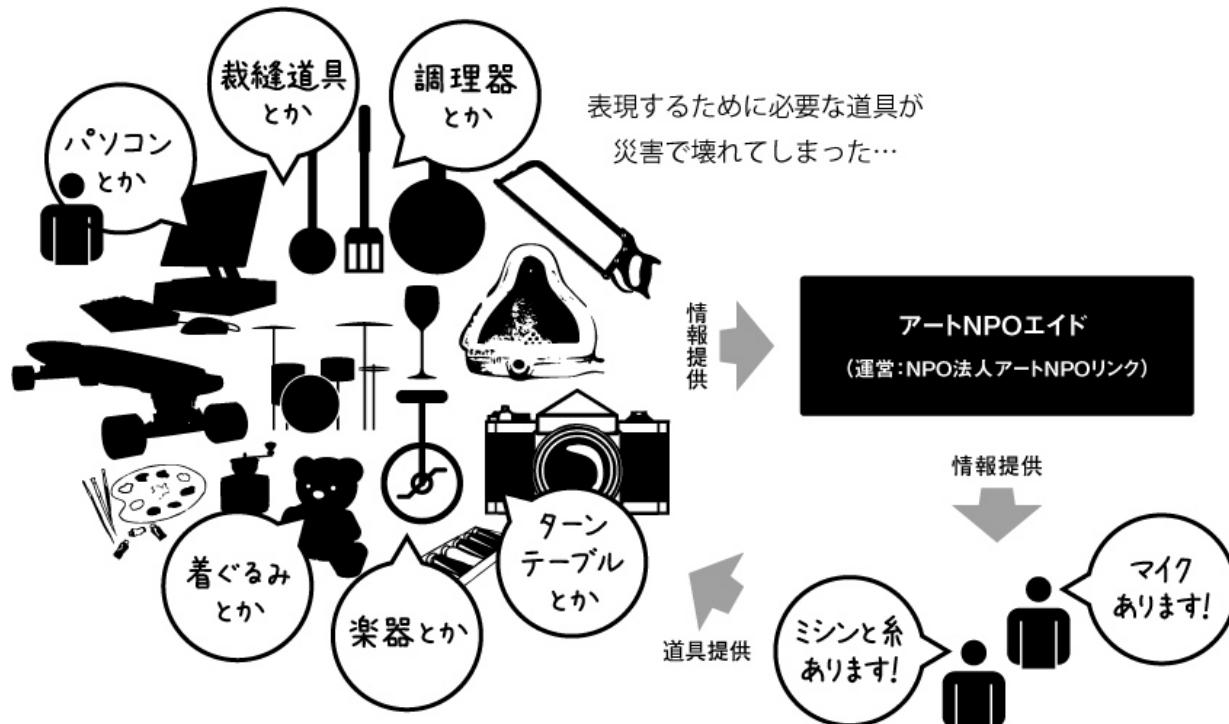 裁縫道具
とか
調理器
とか
パソコン
とか
表現するために必要な道具が
災害で壊れてしまった…
情報提供
アートNPOエイド
（運営：NPO法人アートNPOリンク）
情報提供
ターン
テーブル
とか
着ぐるみ
とか
楽器とか
道具提供
ミシンと糸
あります!
マイク
あります!